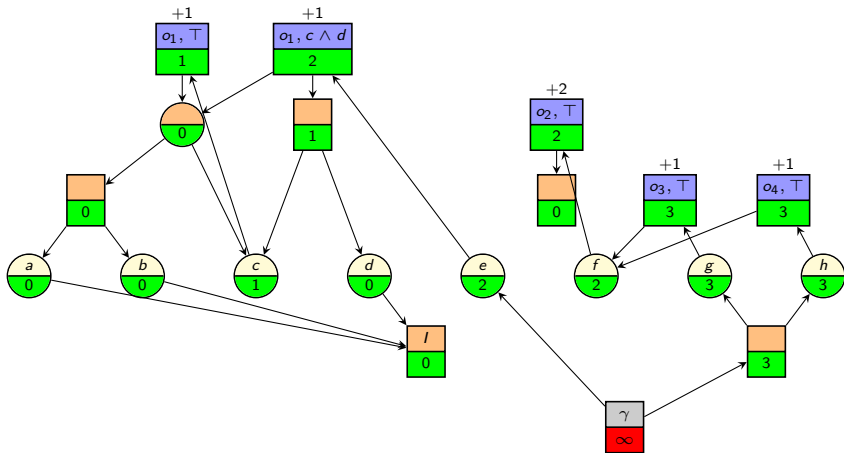 +1 +1
o₁, ⊤ o₁, c ∧ d
1 2
+2
o₂, ⊤
0 1 2
+1 +1
o₃, ⊤ o₄, ⊤
0 0 3 3
a b c d e f g h
0 0 1 0 2 2 3 3
I
0 3
γ
∞